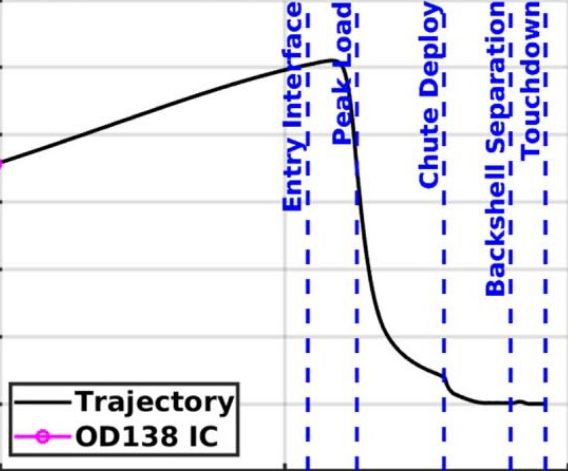 Entry Interface
Peak Load
Chute Deploy
Backshell Separation
Touchdown
Trajectory
OD138 IC